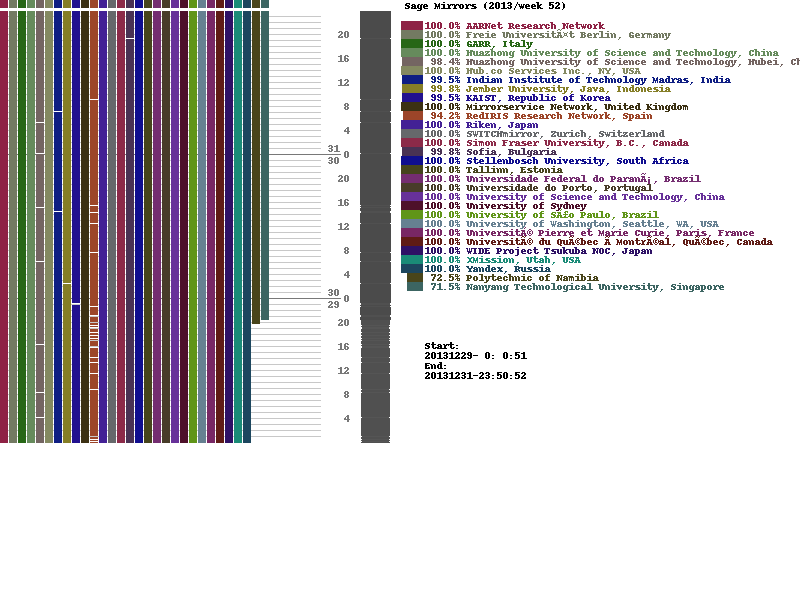 Sage Mirrors (2013/week 52)
100.0% AARNet Research Network
100.0% Freie UniversitÃ¤t Berlin, Germany
100.0% GARR, Italy
100.0% Huazhong University of Science and Technology, China
98.4% Huazhong University of Science and Technology, Hubei, Ch
100.0% Hub.co Services Inc., NY, USA
99.5% Indian Institute of Technology Madras, India
99.8% Jember University, Java, Indonesia
99.5% KAIST, Republic of Korea
100.0% Mirrorservice Network, United Kingdom
94.2% RedIRIS Research Network, Spain
100.0% Riken, Japan
100.0% SWITCHmirror, Zurich, Switzerland
100.0% Simon Fraser University, B.C., Canada
99.8% Sofia, Bulgaria
100.0% Stellenbosch University, South Africa
100.0% Tallinn, Estonia
100.0% Universidade Federal do ParanÃ¡, Brazil
100.0% Universidade do Porto, Portugal
100.0% University of Science and Technology, China
100.0% University of Sydney
100.0% University of SÃ£o Paulo, Brazil
100.0% University of Washington, Seattle, WA, USA
100.0% UniversitÃ© Pierre et Marie Curie, Paris, France
100.0% UniversitÃ© du QuÃ©bec Ã MontrÃ©al, QuÃ©bec, Canada
100.0% WIDE Project Tsukuba NOC, Japan
100.0% XMission, Utah, USA
100.0% Yandex, Russia
72.5% Polytechnic of Namibia
71.5% Nanyang Technological University, Singapore
Start:
20131229- 0: 0:51
End:
20131231-23:50:52
20
16
12
8
4
31
0
30
20
16
12
8
4
30
0
29
20
16
12
8
4